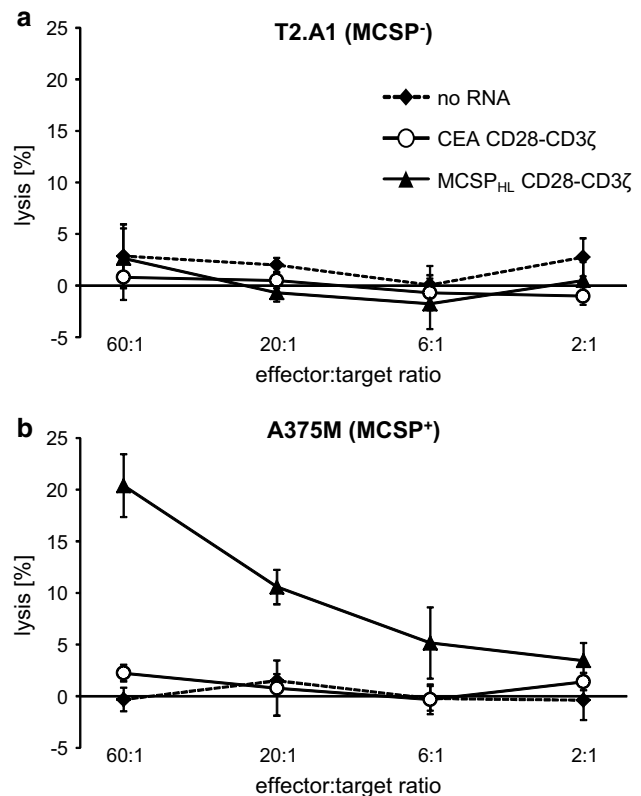 a
T2.A1 (MCSP⁻)
25
20
15
10
5
0
-5
lysis [%]
no RNA
CEA CD28-CD3ζ
MCSP_HL CD28-CD3ζ
60:1 20:1 6:1 2:1
effector:target ratio
b
A375M (MCSP⁺)
25
20
15
10
5
0
-5
lysis [%]
60:1 20:1 6:1 2:1
effector:target ratio